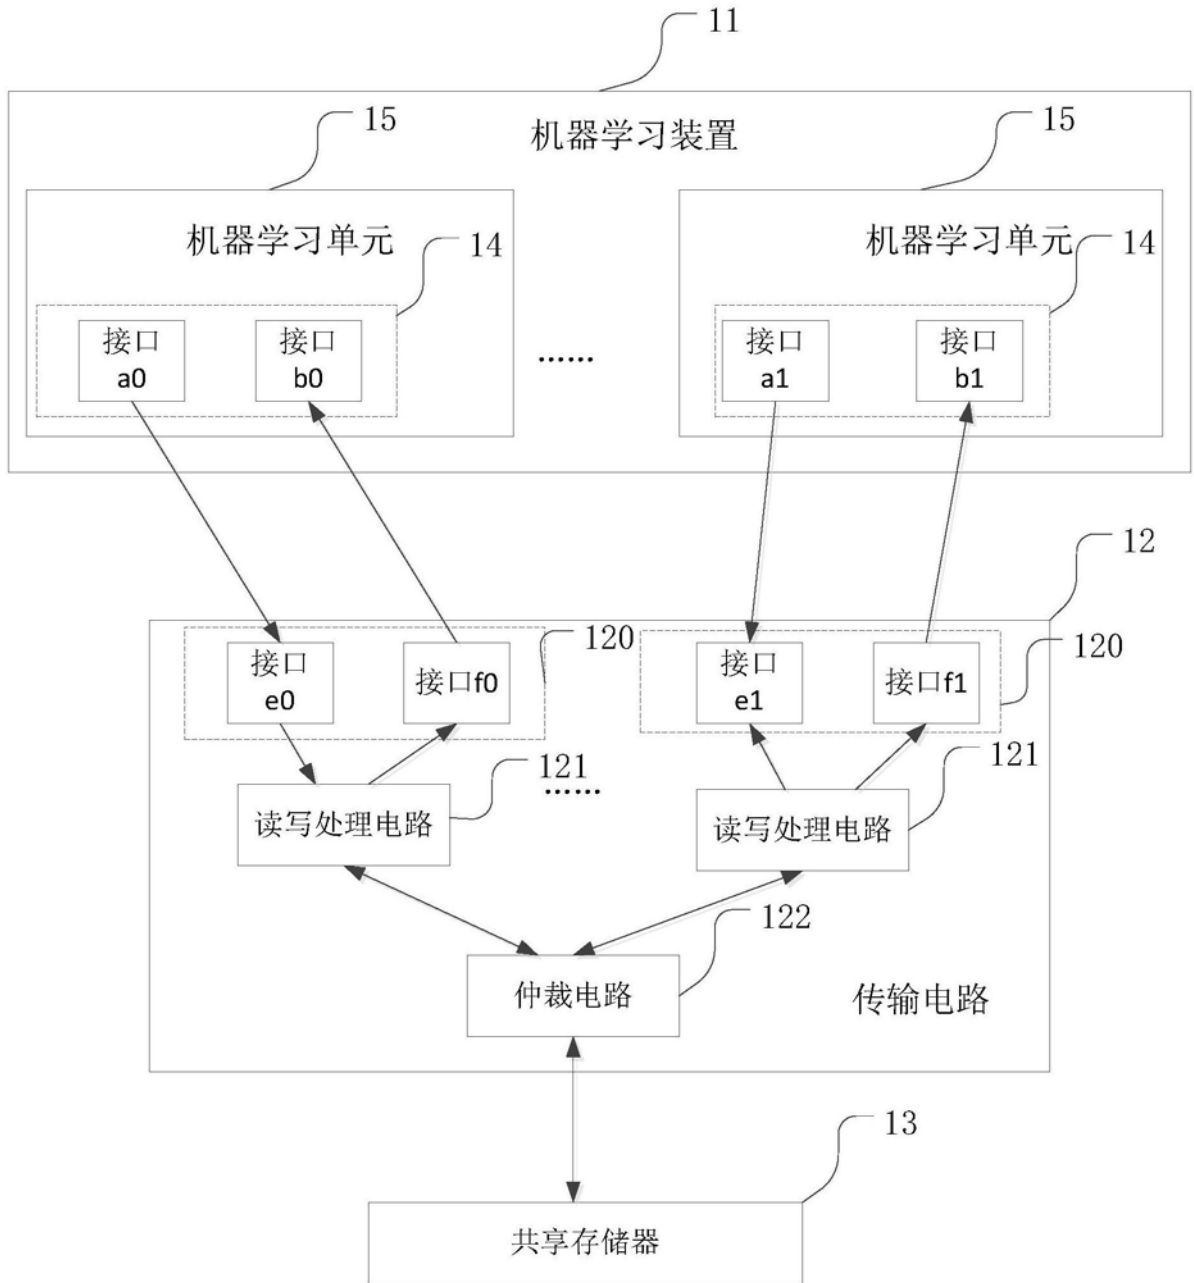 11
15
15
机器学习装置
机器学习单元
机器学习单元
14
14
接口
a0
接口
b0
……
接口
a1
接口
b1
12
120
120
接口
e0
接口f0
接口
e1
接口f1
121
121
……
读写处理电路
读写处理电路
122
仲裁电路
传输电路
13
共享存储器